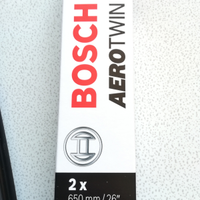 BOSCH
AEROTWIN
2 x
650 mm / 26"